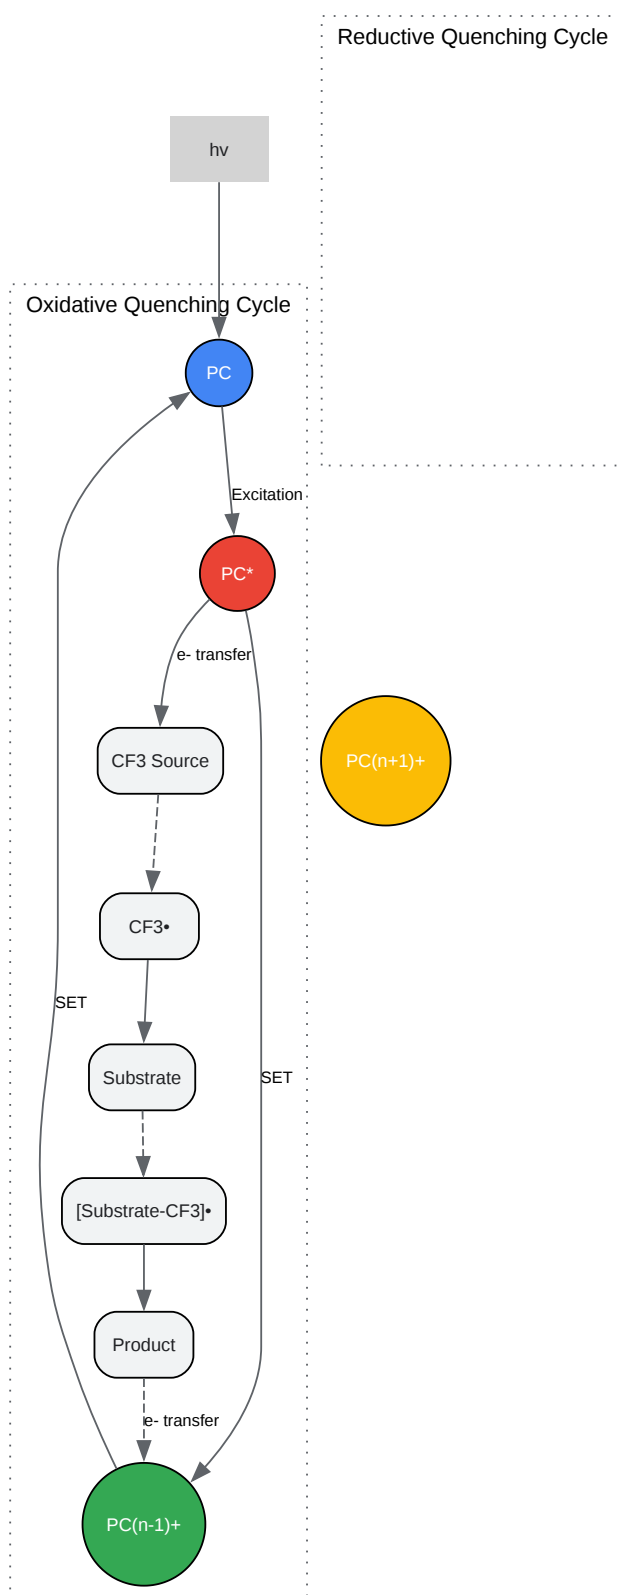 Reductive Quenching Cycle
hv
Oxidative Quenching Cycle
PC
Excitation
PC*
e- transfer
CF3 Source
PC(n+1)+
CF3•
SET
Substrate
SET
[Substrate-CF3]•
Product
e- transfer
PC(n-1)+